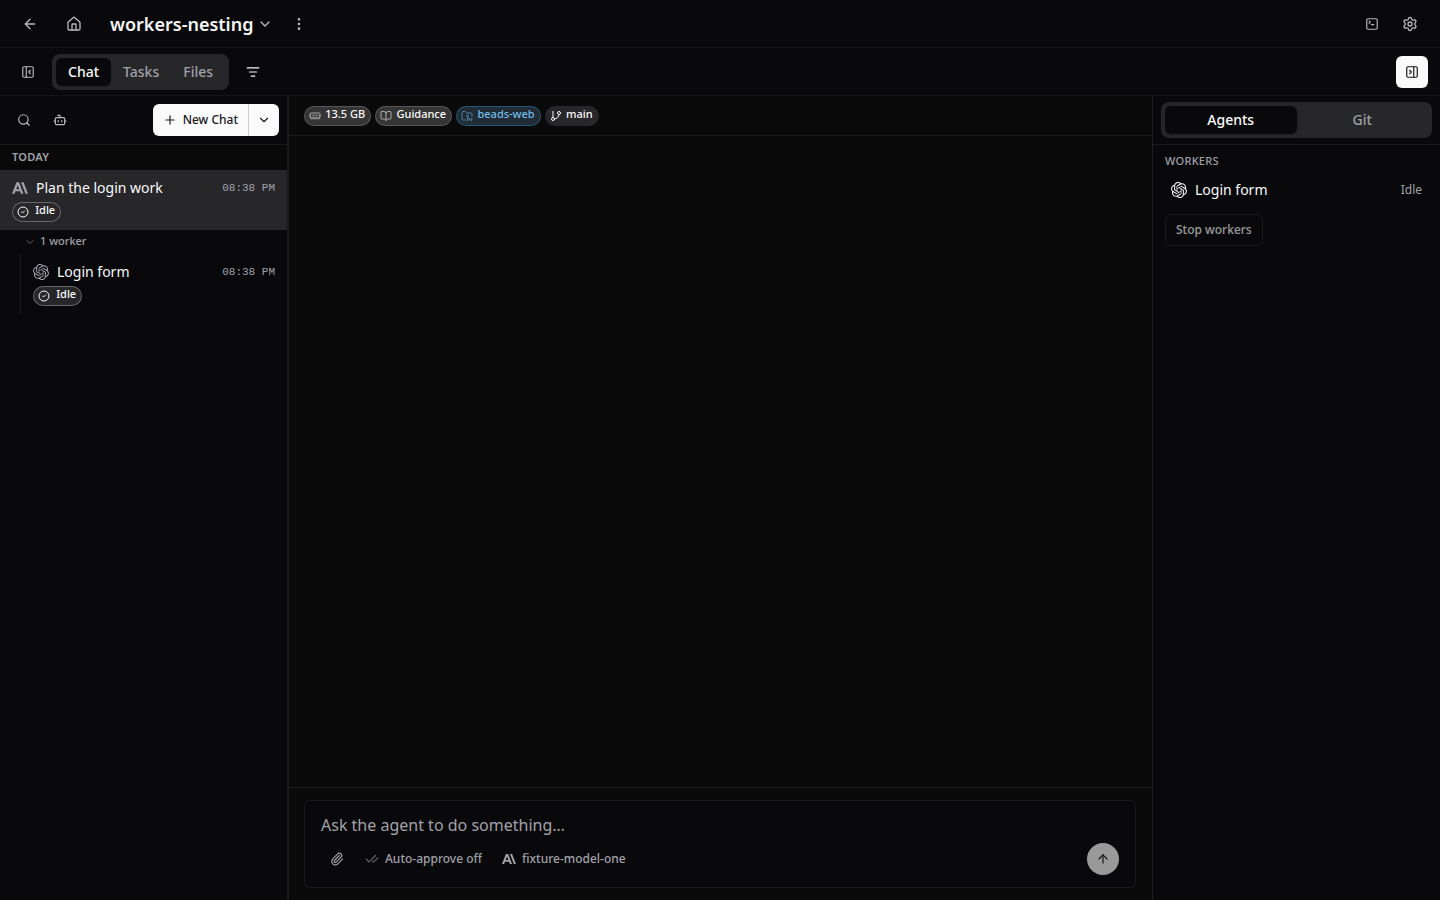 workers-nesting
Chat Tasks Files
New Chat
13.5 GB Guidance beads-web main
Agents Git
TODAY
Plan the login work 08:38 PM
Idle
1 worker
Login form 08:38 PM
Idle
WORKERS
Login form Idle
Stop workers
Ask the agent to do something...
Auto-approve off fixture-model-one